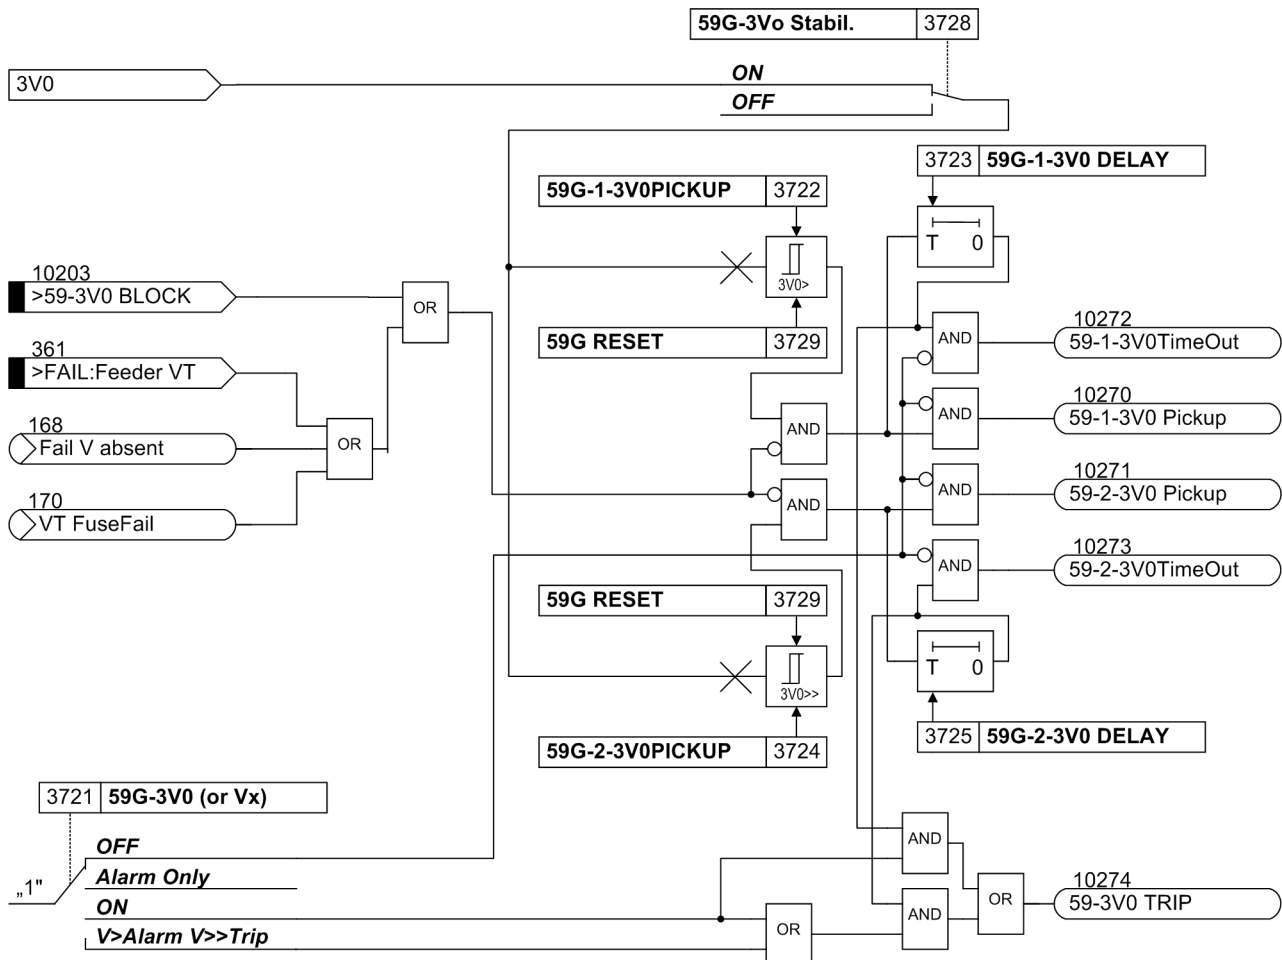 59G-3Vo Stabil. 3728
3V0
ON
OFF
3723 59G-1-3V0 DELAY
59G-1-3V0PICKUP 3722
T 0
3V0>
10203
>59-3V0 BLOCK
OR
59G RESET 3729
10272
AND 59-1-3V0TimeOut
361
>FAIL:Feeder VT
10270
AND 59-1-3V0 Pickup
168
Fail V absent
OR
AND
10271
AND 59-2-3V0 Pickup
170
VT FuseFail
AND
10273
AND 59-2-3V0TimeOut
59G RESET 3729
T 0
3V0>>
59G-2-3V0PICKUP 3724
3725 59G-2-3V0 DELAY
3721 59G-3V0 (or Vx)
OFF
AND
„1"
Alarm Only
10274
59-3V0 TRIP
OR
ON
AND
V>Alarm V>>Trip
OR